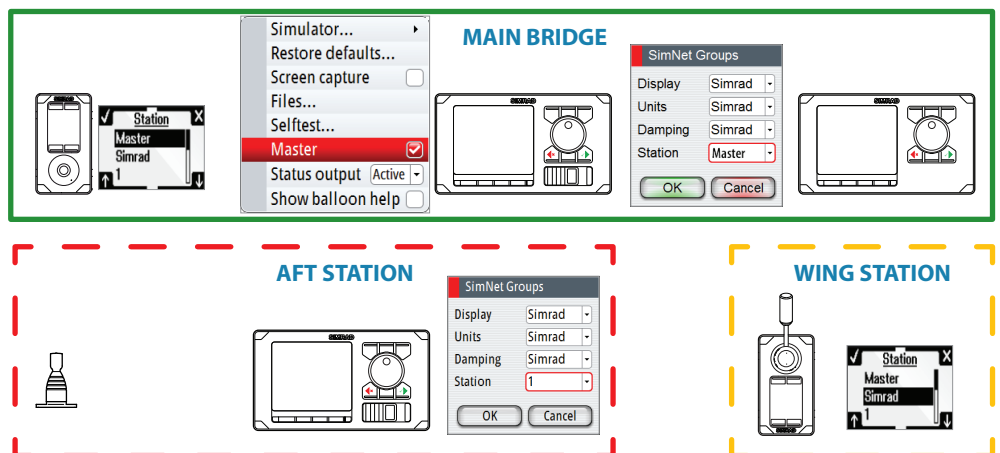 MAIN BRIDGE
SIMRAD
✓ Station X
Master
Simrad
1
Simulator...
Restore defaults...
Screen capture
Files...
Selftest...
Master
Status output Active
Show balloon help
SIMRAD
SimNet Groups
Display Simrad
Units Simrad
Damping Simrad
Station Master
OK Cancel
SIMRAD
AFT STATION
SIMRAD
SimNet Groups
Display Simrad
Units Simrad
Damping Simrad
Station 1
OK Cancel
WING STATION
SIMRAD
✓ Station X
Master
Simrad
1